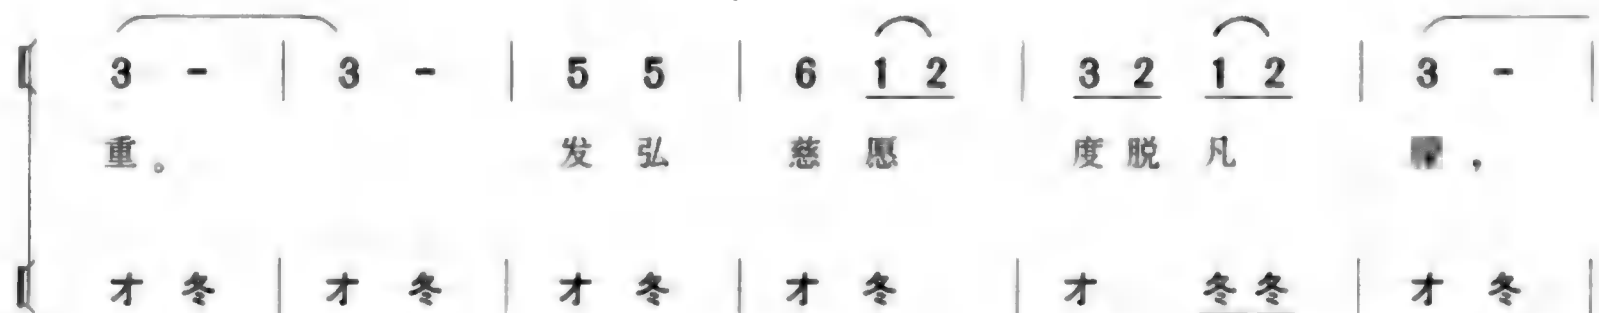 3 - | 3 - | 5 5 | 6 1 2 | 3 2 1 2 | 3 - |
重。 发 弘 慈 愿 度 脱 凡 ，
才 冬 | 才 冬 | 才 冬 | 才 冬 | 才 冬冬 | 才 冬 |